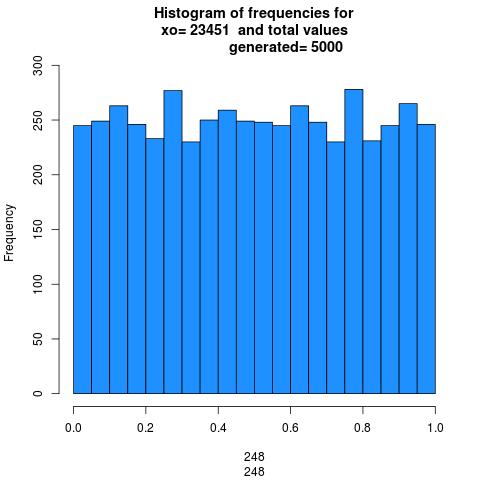 Histogram of frequencies for
xo= 23451 and total values
generated= 5000
Frequency
300
250
200
150
100
50
0
0.0 0.2 0.4 0.6 0.8 1.0
248
248